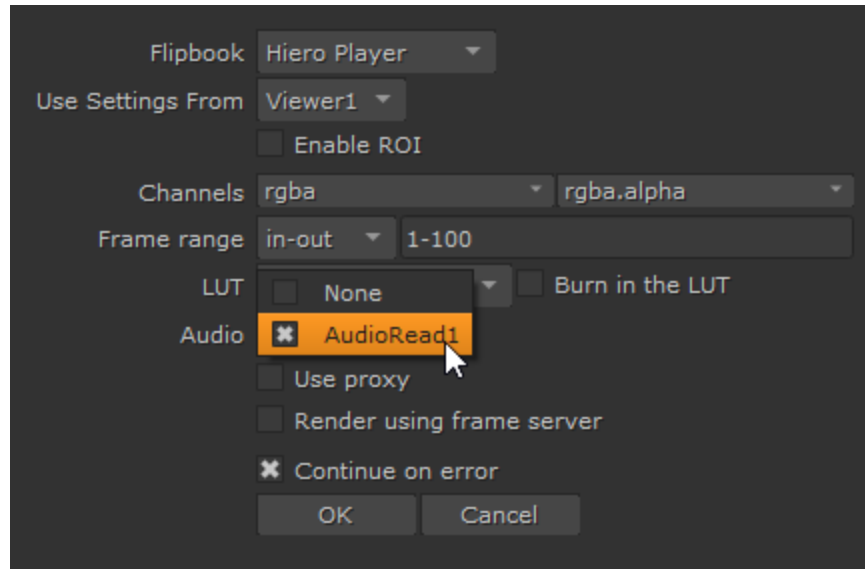 Flipbook Hiero Player
Use Settings From Viewer1
Enable ROI
Channels rgba rgba.alpha
Frame range in-out 1-100
LUT None Burn in the LUT
Audio AudioRead1
Use proxy
Render using frame server
Continue on error
OK Cancel